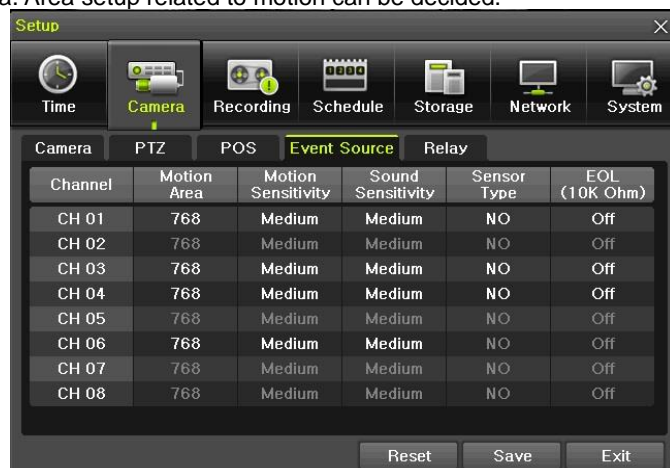 a. Area setup related to motion can be decided.
Setup
Time Camera Recording Schedule Storage Network System
Camera PTZ POS Event Source Relay
Channel Motion Area Motion Sensitivity Sound Sensitivity Sensor Type EOL (10K Ohm)
CH 01 768 Medium Medium NO Off
CH 02 768 Medium Medium NO Off
CH 03 768 Medium Medium NO Off
CH 04 768 Medium Medium NO Off
CH 05 768 Medium Medium NO Off
CH 06 768 Medium Medium NO Off
CH 07 768 Medium Medium NO Off
CH 08 768 Medium Medium NO Off
Reset Save Exit